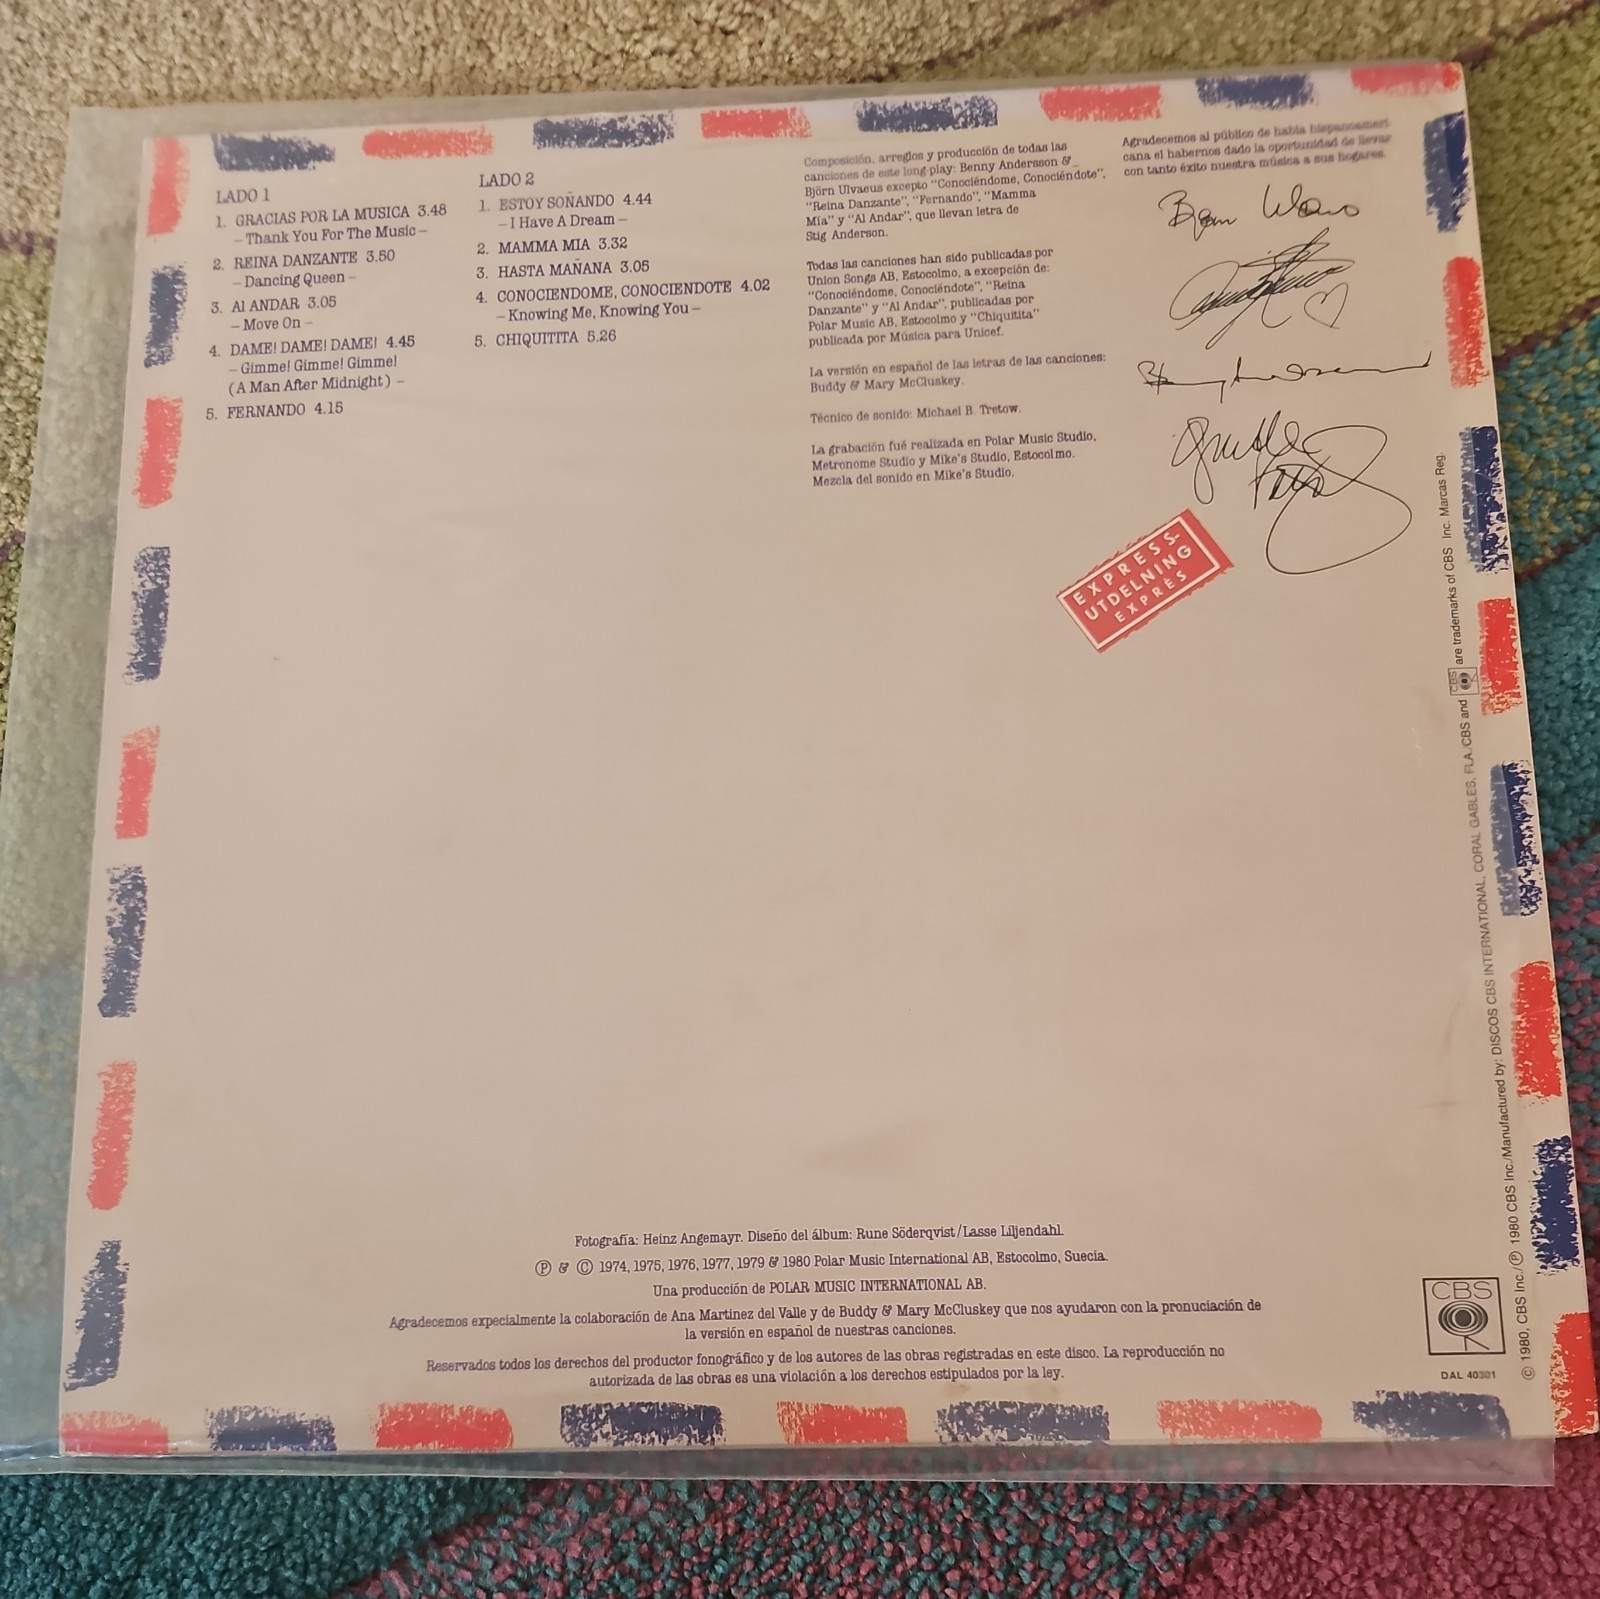 LADO 1
1. GRACIAS POR LA MUSICA 3.48
– Thank You For The Music –
2. REINA DANZANTE 3.50
– Dancing Queen –
3. Al ANDAR 3.05
– Move On –
4. DAME! DAME! DAME! 4.45
– Gimme! Gimme! Gimme!
(A Man After Midnight) –
5. FERNANDO 4.15
LADO 2
1. ESTOY SOÑANDO 4.44
– I Have A Dream –
2. MAMMA MIA 3.32
3. HASTA MAÑANA 3.05
4. CONOCIENDOME, CONOCIENDOTE 4.02
– Knowing Me, Knowing You –
5. CHIQUITITA 5.26
Composición, arreglos y producción de todas las
canciones de este long-play: Benny Andersson &
Björn Ulvaeus excepto "Conociéndome, Conociéndote",
"Reina Danzante", "Fernando", "Mamma
Mía" y "Al Andar", que llevan letra de
Stig Anderson.
Todas las canciones han sido publicadas por
Union Songs AB, Estocolmo, a excepción de:
"Conociéndome, Conociéndote", "Reina
Danzante" y "Al Andar", publicadas por
Polar Music AB, Estocolmo y "Chiquitita"
publicada por Música para Unicef.
La versión en español de las letras de las canciones:
Buddy & Mary McCluskey.
Técnico de sonido: Michael B. Tretow.
La grabación fué realizada en Polar Music Studio,
Metronome Studio y Mike's Studio, Estocolmo.
Mezcla del sonido en Mike's Studio.
Agradecemos al público de habla hispanoameri-
cana el habernos dado la oportunidad de llevar
con tanto éxito nuestra música a sus hogares.
EXPRESS-
UTDELNING
EXPRÈS
Fotografía: Heinz Angemayr. Diseño del álbum: Rune Söderqvist/Lasse Liljendahl.
Ⓟ & © 1974, 1975, 1976, 1977, 1979 & 1980 Polar Music International AB, Estocolmo, Suecia.
Una producción de POLAR MUSIC INTERNATIONAL AB.
Agradecemos expecialmente la colaboración de Ana Martinez del Valle y de Buddy & Mary McCluskey que nos ayudaron con la pronuciación de
la versión en español de nuestras canciones.
Reservados todos los derechos del productor fonográfico y de los autores de las obras registradas en este disco. La reproducción no
autorizada de las obras es una violación a los derechos estipulados por la ley.
CBS
DAL 40301
© 1980, CBS Inc./Ⓟ 1980 CBS Inc./Manufactured by: DISCOS CBS INTERNATIONAL, CORAL GABLES, FLA./CBS and CBS are trademarks of CBS Inc. Marcas Reg.